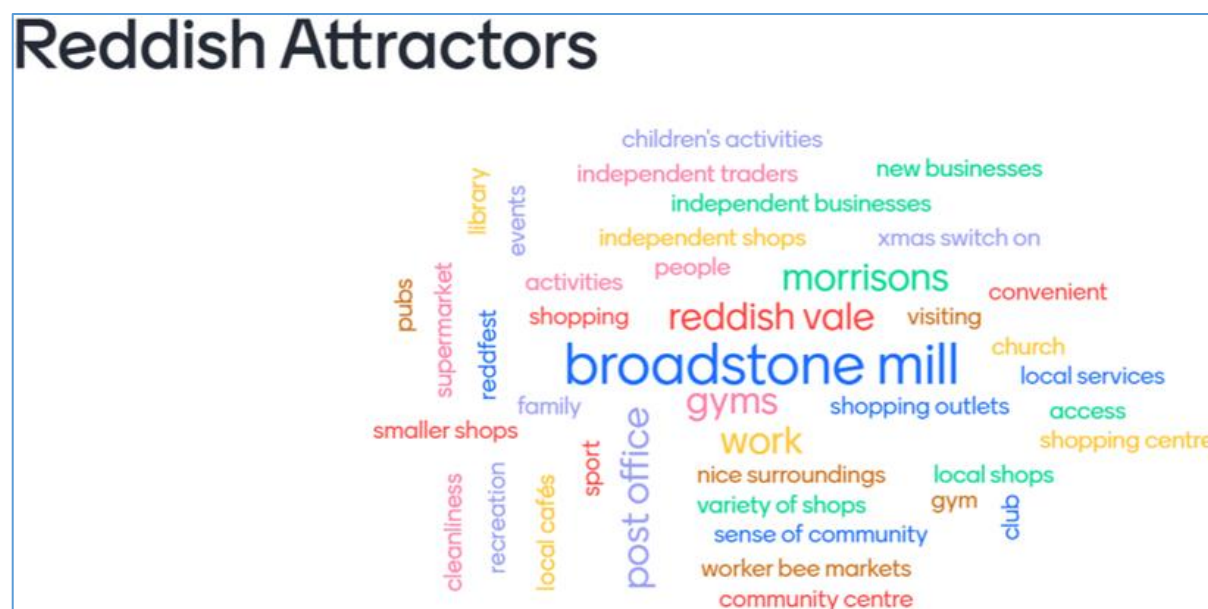 Reddish Attractors
children's activities
independent traders
new businesses
library
events
independent businesses
independent shops
xmas switch on
people
morrisons
activities
convenient
pubs
supermarket
reddfest
shopping
reddish vale
visiting
church
broadstone mill
local services
family
gyms
shopping outlets
access
smaller shops
work
shopping centre
sport
post office
nice surroundings
local shops
cleanliness
recreation
local cafés
variety of shops
gym
club
sense of community
worker bee markets
community centre